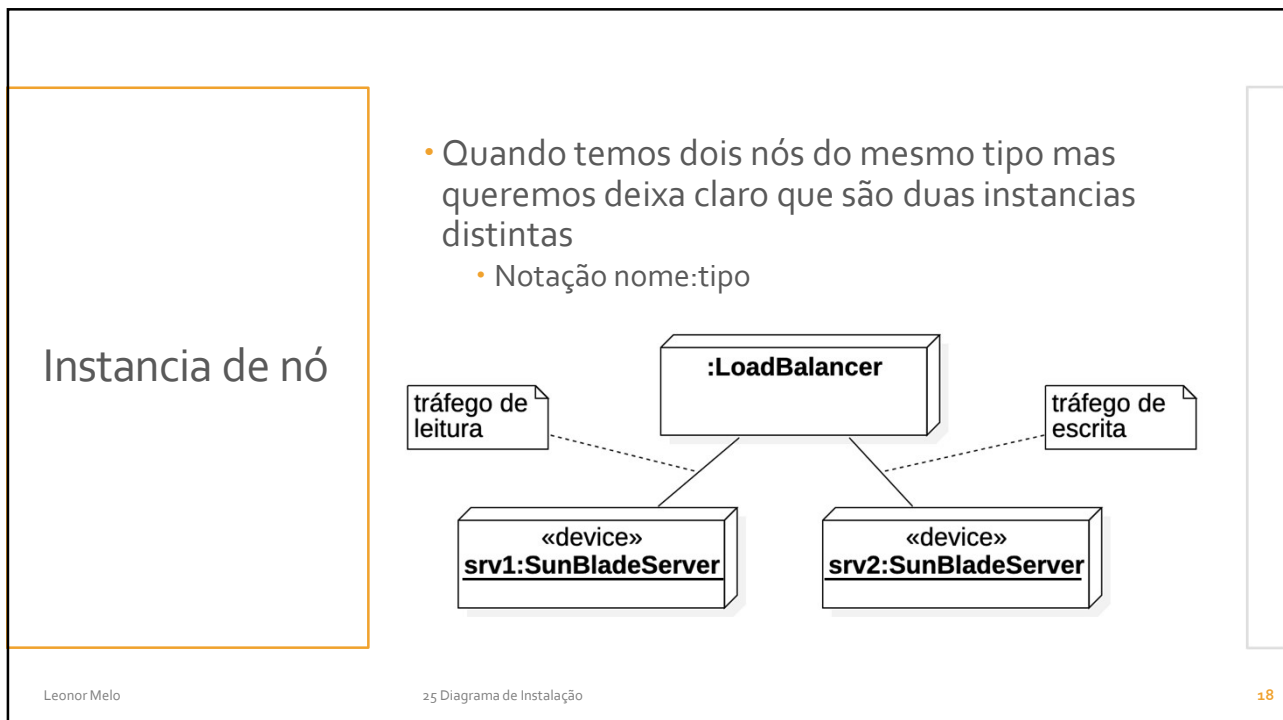 Instancia de nó
• Quando temos dois nós do mesmo tipo mas
queremos deixa claro que são duas instancias
distintas
• Notação nome:tipo
:LoadBalancer
tráfego de
leitura
tráfego de
escrita
«device»
srv1:SunBladeServer
«device»
srv2:SunBladeServer
Leonor Melo
25 Diagrama de Instalação
18